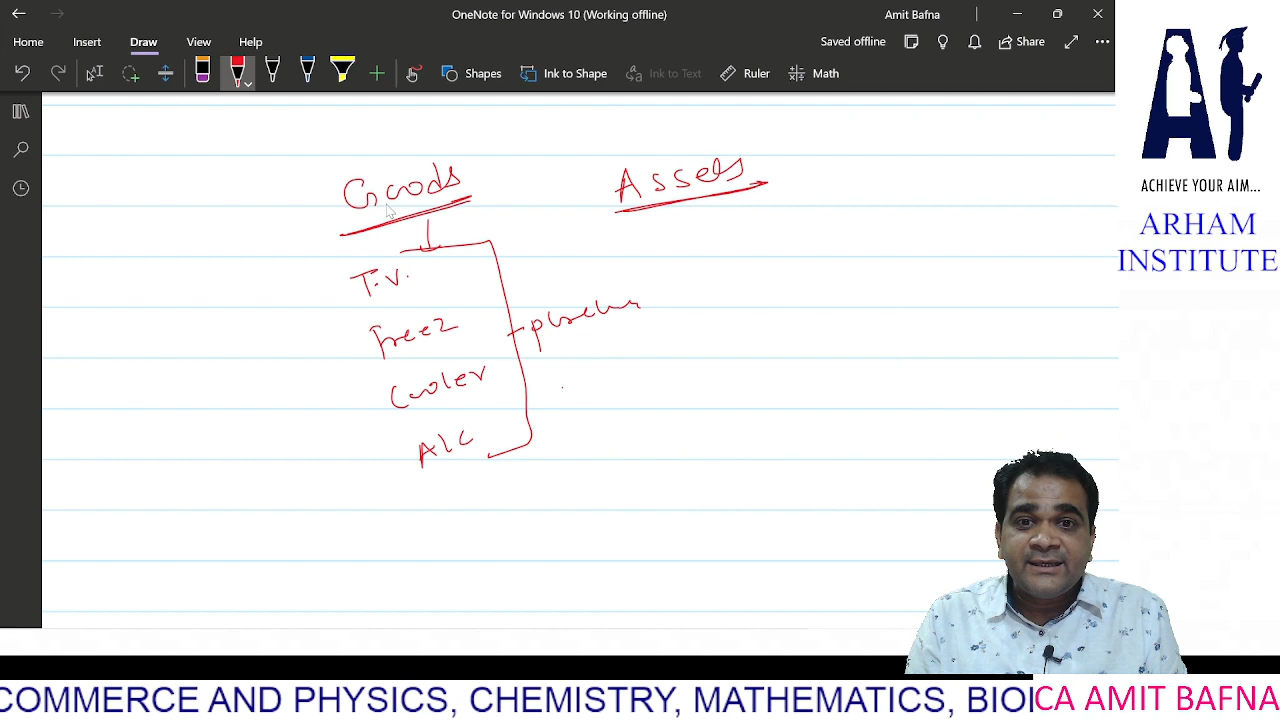 OneNote for Windows 10 (Working offline)
Amit Bafna
Home Insert Draw View Help
Saved offline
Share
Shapes
Ink to Shape
Ink to Text
Ruler
Math
Goods
Assets
T.V.
Freez
Cooler
A/C
A
ACHIEVE YOUR AIM...
ARHAM
INSTITUTE
COMMERCE AND PHYSICS, CHEMISTRY, MATHEMATICS, BIO
CA AMIT BAFNA